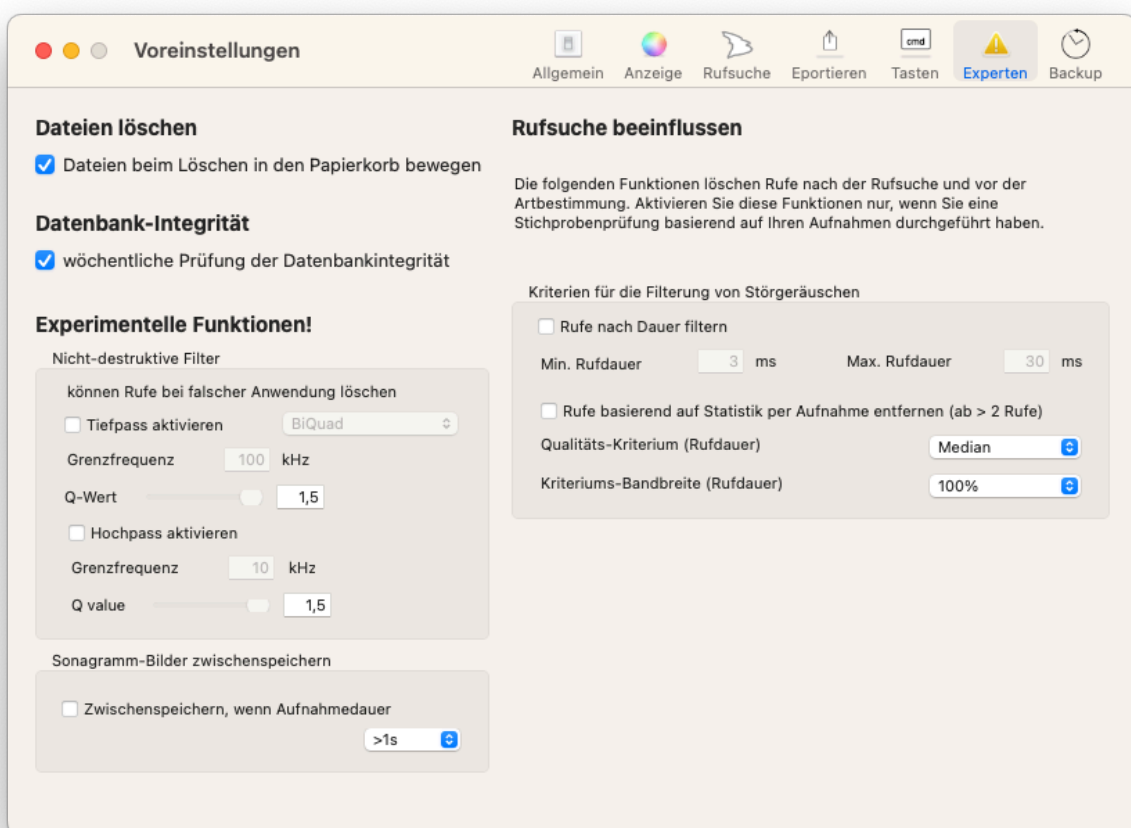 Voreinstellungen
cmd
Allgemein Anzeige Rufsuche Eportieren Tasten Experten Backup
Dateien löschen
Dateien beim Löschen in den Papierkorb bewegen
Datenbank-Integrität
wöchentliche Prüfung der Datenbankintegrität
Experimentelle Funktionen!
Nicht-destruktive Filter
können Rufe bei falscher Anwendung löschen
Tiefpass aktivieren BiQuad
Grenzfrequenz 100 kHz
Q-Wert 1,5
Hochpass aktivieren
Grenzfrequenz 10 kHz
Q value 1,5
Sonagramm-Bilder zwischenspeichern
Zwischenspeichern, wenn Aufnahmedauer
>1s
Rufsuche beeinflussen
Die folgenden Funktionen löschen Rufe nach der Rufsuche und vor der
Artbestimmung. Aktivieren Sie diese Funktionen nur, wenn Sie eine
Stichprobenprüfung basierend auf Ihren Aufnahmen durchgeführt haben.
Kriterien für die Filterung von Störgeräuschen
Rufe nach Dauer filtern
Min. Rufdauer 3 ms Max. Rufdauer 30 ms
Rufe basierend auf Statistik per Aufnahme entfernen (ab > 2 Rufe)
Qualitäts-Kriterium (Rufdauer) Median
Kriteriums-Bandbreite (Rufdauer) 100%